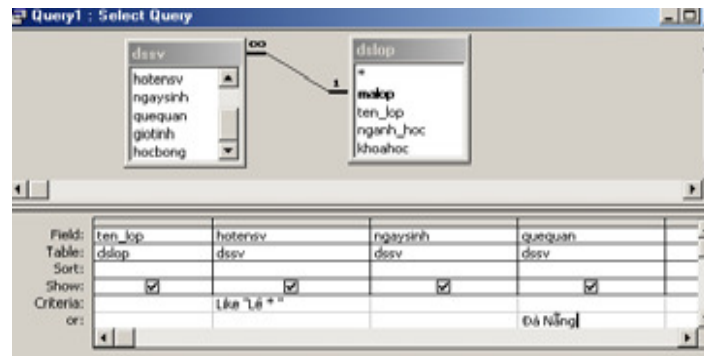 Query1 : Select Query
dssv
∞
hotensv
ngaysinh
quequan
giotinh
hocbong
1
dslop
*
malop
ten_lop
nganh_hoc
khoahoc
Field: ten_lop hotensv ngaysinh quequan
Table: dslop dssv dssv dssv
Sort:
Show:
Criteria: Like "Lê * "
or: Đà Nẵng